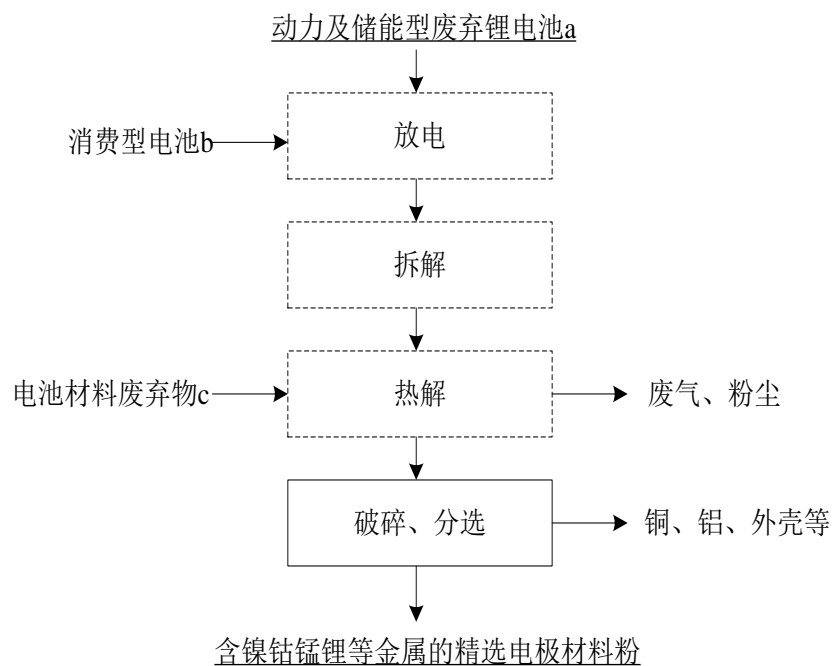 动力及储能型废弃锂电池a
消费型电池b
放电
拆解
电池材料废弃物c
热解
废气、粉尘
破碎、分选
铜、铝、外壳等
含镍钴锰锂等金属的精选电极材料粉